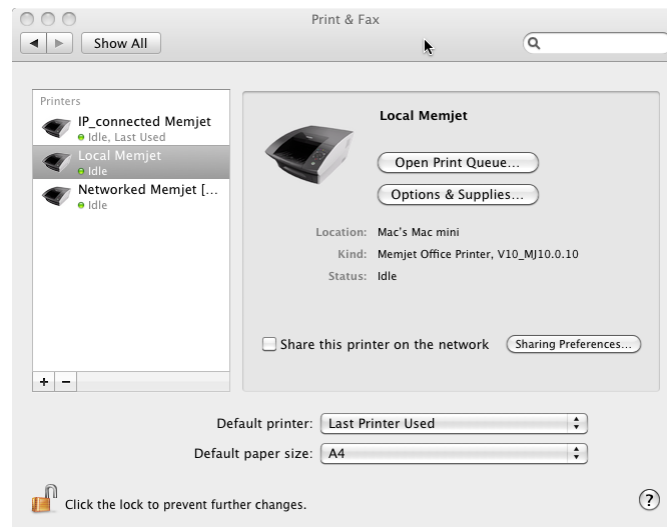 Print & Fax
Show All
Printers
IP_connected Memjet
Idle, Last Used
Local Memjet
Idle
Networked Memjet [...
Idle
Local Memjet
Open Print Queue...
Options & Supplies...
Location: Mac's Mac mini
Kind: Memjet Office Printer, V10_MJ10.0.10
Status: Idle
Share this printer on the network Sharing Preferences...
+ −
Default printer: Last Printer Used
Default paper size: A4
Click the lock to prevent further changes. ?